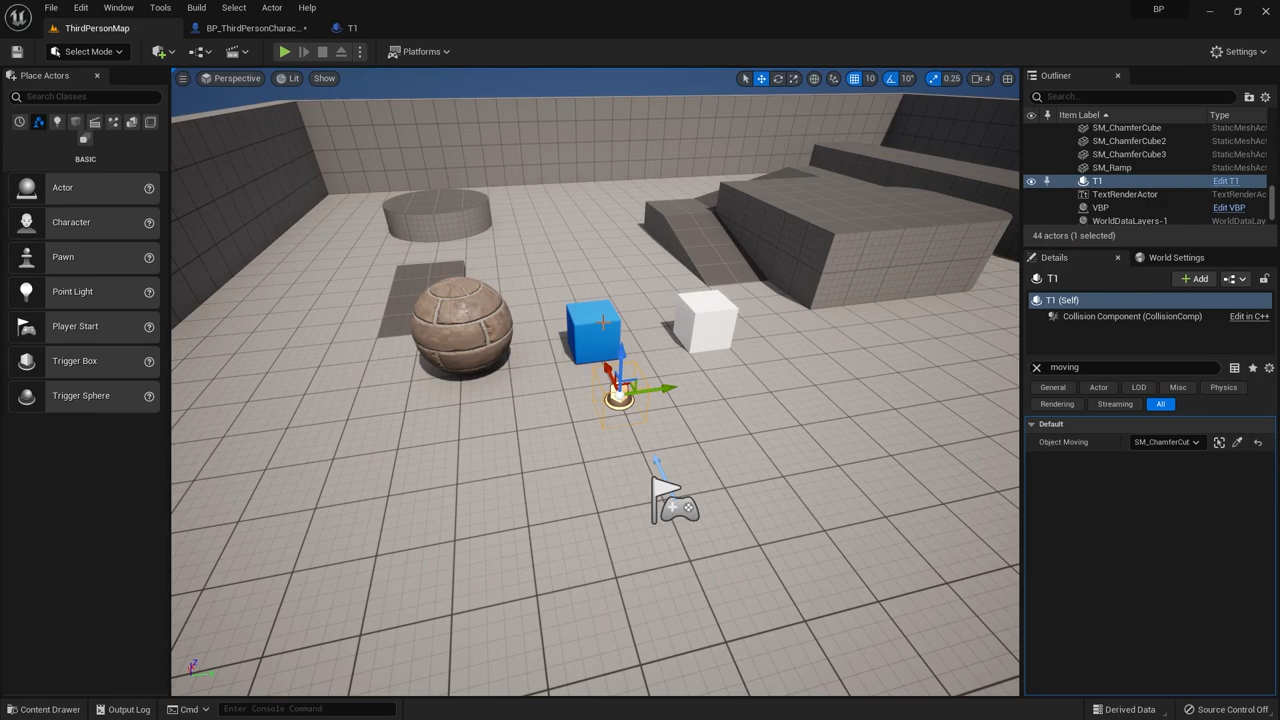 File Edit Window Tools Build Select Actor Help
BP
ThirdPersonMap BP_ThirdPersonCharac...• T1
Select Mode Platforms Settings
Place Actors
Search Classes
BASIC
Actor
Character
Pawn
Point Light
Player Start
Trigger Box
Trigger Sphere
Perspective Lit Show 10 10° 0.25 4
Z
Outliner
Search...
Item Label Type
SM_ChamferCube StaticMeshAct
SM_ChamferCube2 StaticMeshAct
SM_ChamferCube3 StaticMeshAct
SM_Ramp StaticMeshAct
T1 Edit T1
TextRenderActor TextRenderAc
VBP Edit VBP
WorldDataLayers-1 WorldDataLay
44 actors (1 selected)
Details World Settings
T1 Add
T1 (Self)
Collision Component (CollisionComp) Edit in C++
moving
General Actor LOD Misc Physics
Rendering Streaming All
Default
Object Moving SM_ChamferCub
Content Drawer Output Log Cmd Enter Console Command Derived Data Source Control Off